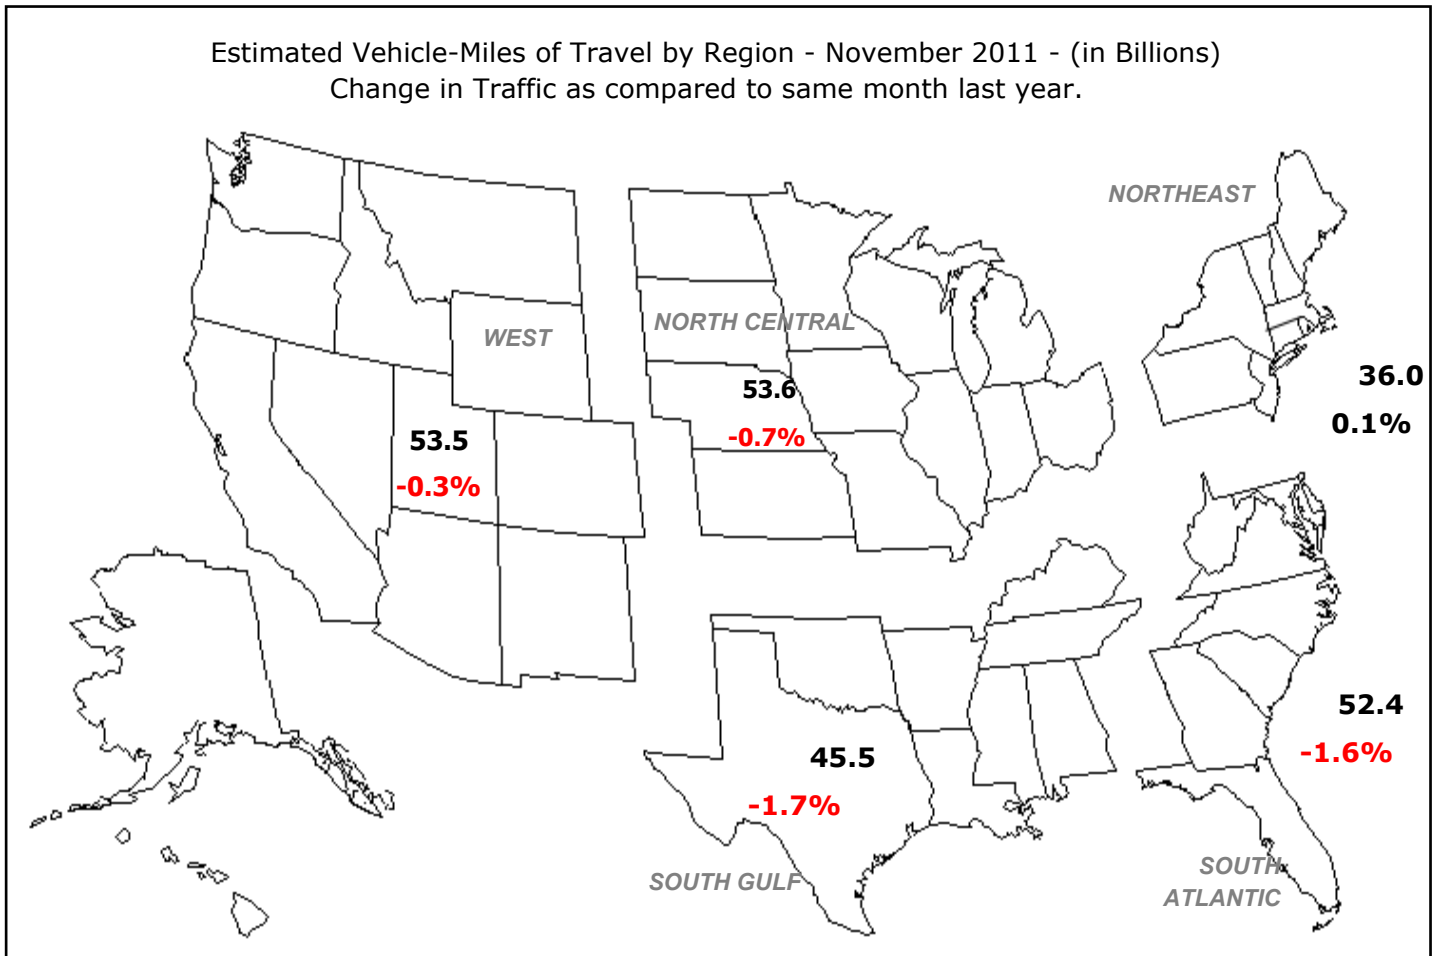 Estimated Vehicle-Miles of Travel by Region - November 2011 - (in Billions)
Change in Traffic as compared to same month last year.
NORTHEAST
36.0
0.1%
WEST
53.5
-0.3%
NORTH CENTRAL
53.6
-0.7%
45.5
-1.7%
SOUTH GULF
52.4
-1.6%
SOUTH
ATLANTIC